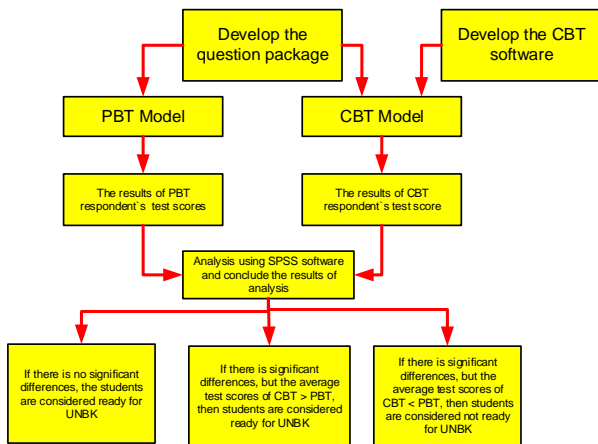 Develop the
question package
Develop the CBT
software
PBT Model
CBT Model
The results of PBT
respondent`s test scores
The results of CBT
respondent`s test score
Analysis using SPSS software
and conclude the results of
analysis
If there is no significant
differences, the students
are considered ready for
UNBK
If there is significant
differences, but the average
test scores of CBT > PBT,
then students are considered
ready for UNBK
If there is significant
differences, but the
average test scores of
CBT < PBT, then students
are considered not ready
for UNBK